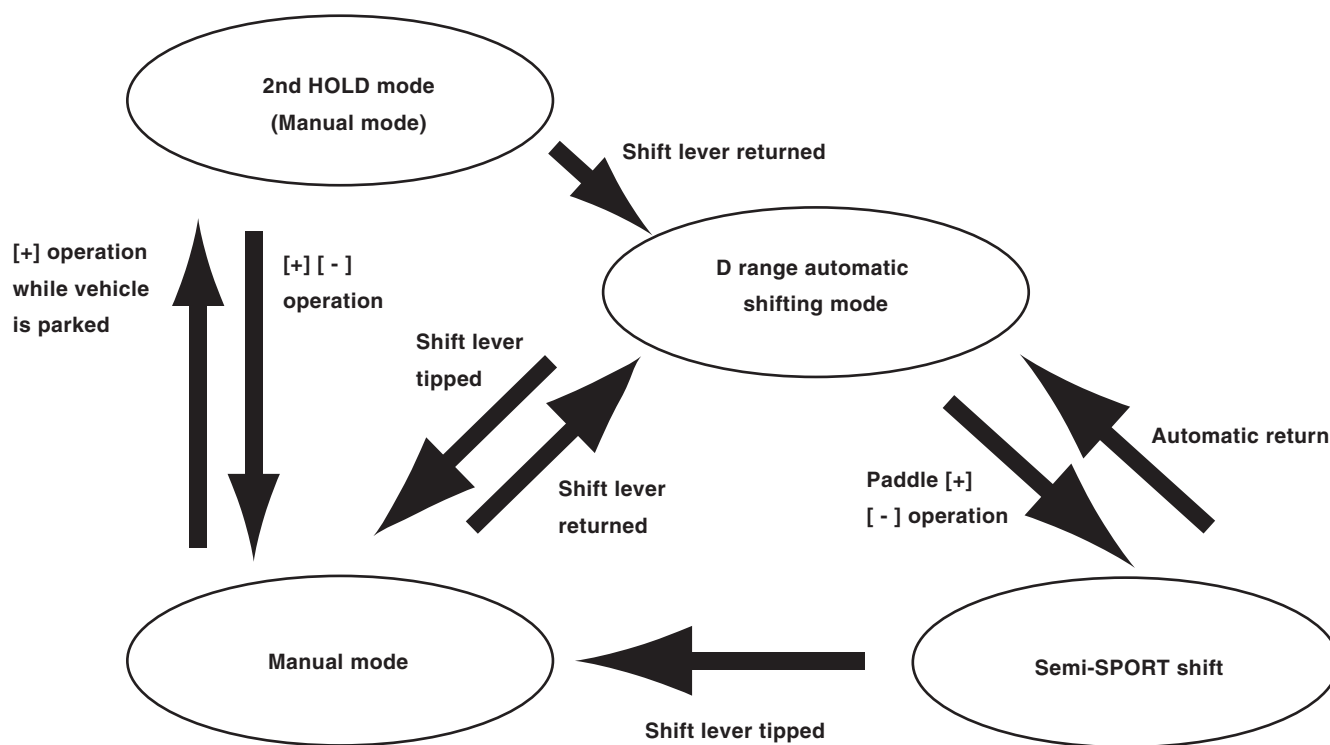 2nd HOLD mode
(Manual mode)
Shift lever returned
[+] operation
while vehicle
is parked
[+] [ - ]
operation
D range automatic
shifting mode
Shift lever
tipped
Shift lever
returned
Automatic return
Paddle [+]
[ - ] operation
Manual mode
Semi-SPORT shift
Shift lever tipped